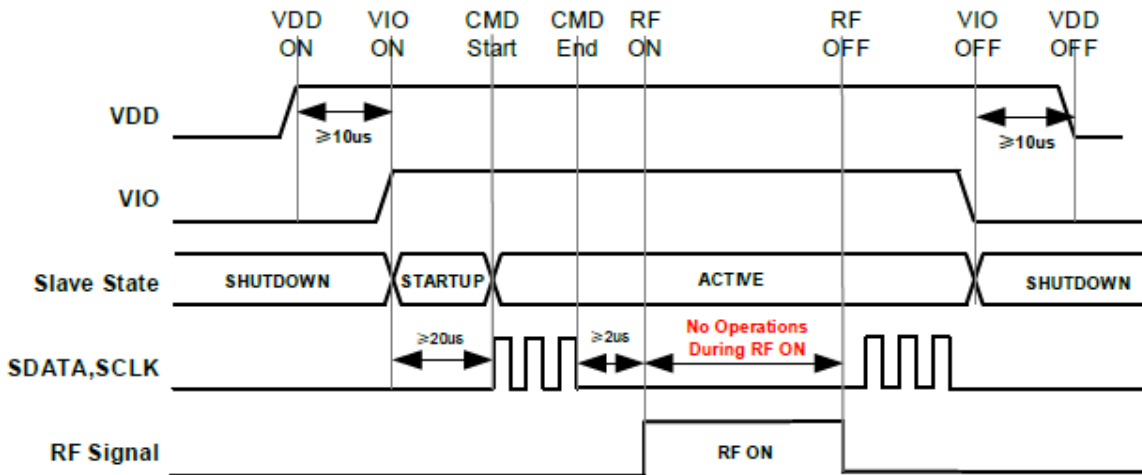 VDD VIO CMD CMD RF RF VIO VDD
ON ON Start End ON OFF OFF OFF
VDD
≥10us
≥10us
VIO
Slave State
SHUTDOWN
STARTUP
ACTIVE
SHUTDOWN
SDATA,SCLK
≥20us
≥2us
No Operations
During RF ON
RF Signal
RF ON